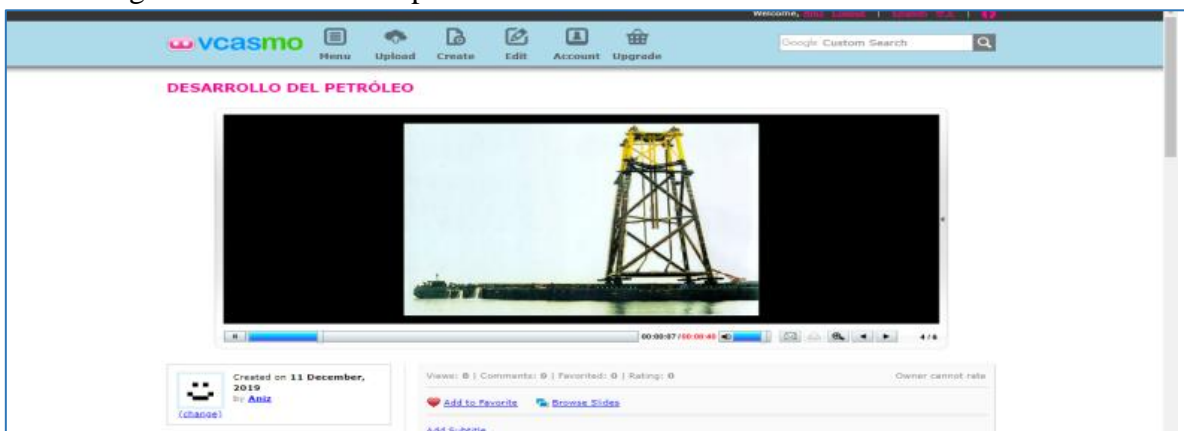 Welcome,
vcasmo
Menu Upload Create Edit Account Upgrade
Google Custom Search
DESARROLLO DEL PETRÓLEO
00:00:07 / 00:00:40
4 / 6
Created on 11 December, 2019
by Aniz
(change)
Views: 0 | Comments: 0 | Favorited: 0 | Rating: 0
Owner cannot rate
Add to Favorite Browse Slides
Add Subtitle